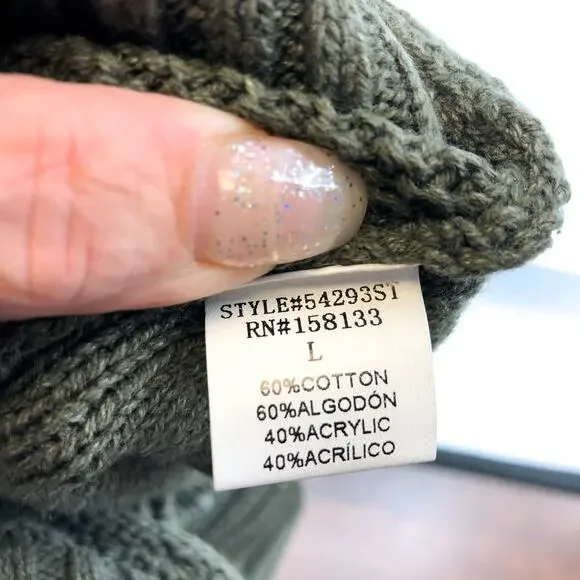 STYLE#54293ST
RN#158133
L
60%COTTON
60%ALGODÓN
40%ACRYLIC
40%ACRÍLICO